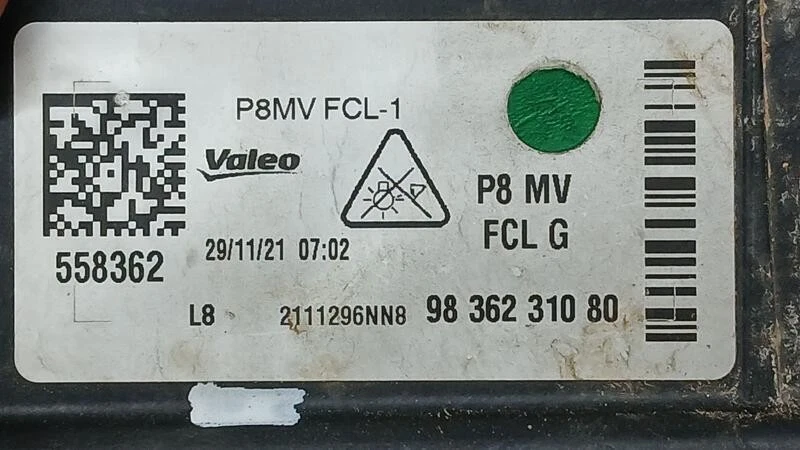 P8MV FCL-1
Valeo
P8 MV
FCL G
558362
29/11/21 07:02
L8 2111296NN8 98 362 310 80